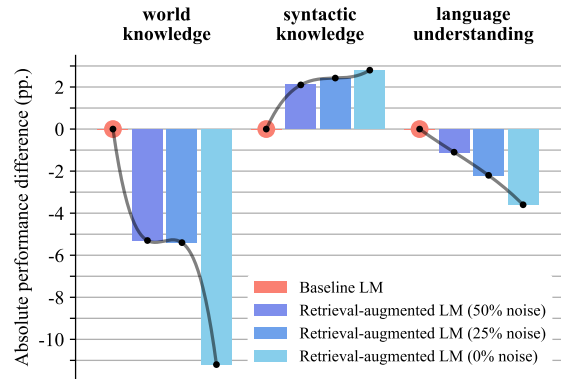 world
knowledge
syntactic
knowledge
language
understanding
Absolute performance difference (pp.)
2
0
-2
-4
-6
-8
-10
Baseline LM
Retrieval-augmented LM (50% noise)
Retrieval-augmented LM (25% noise)
Retrieval-augmented LM (0% noise)